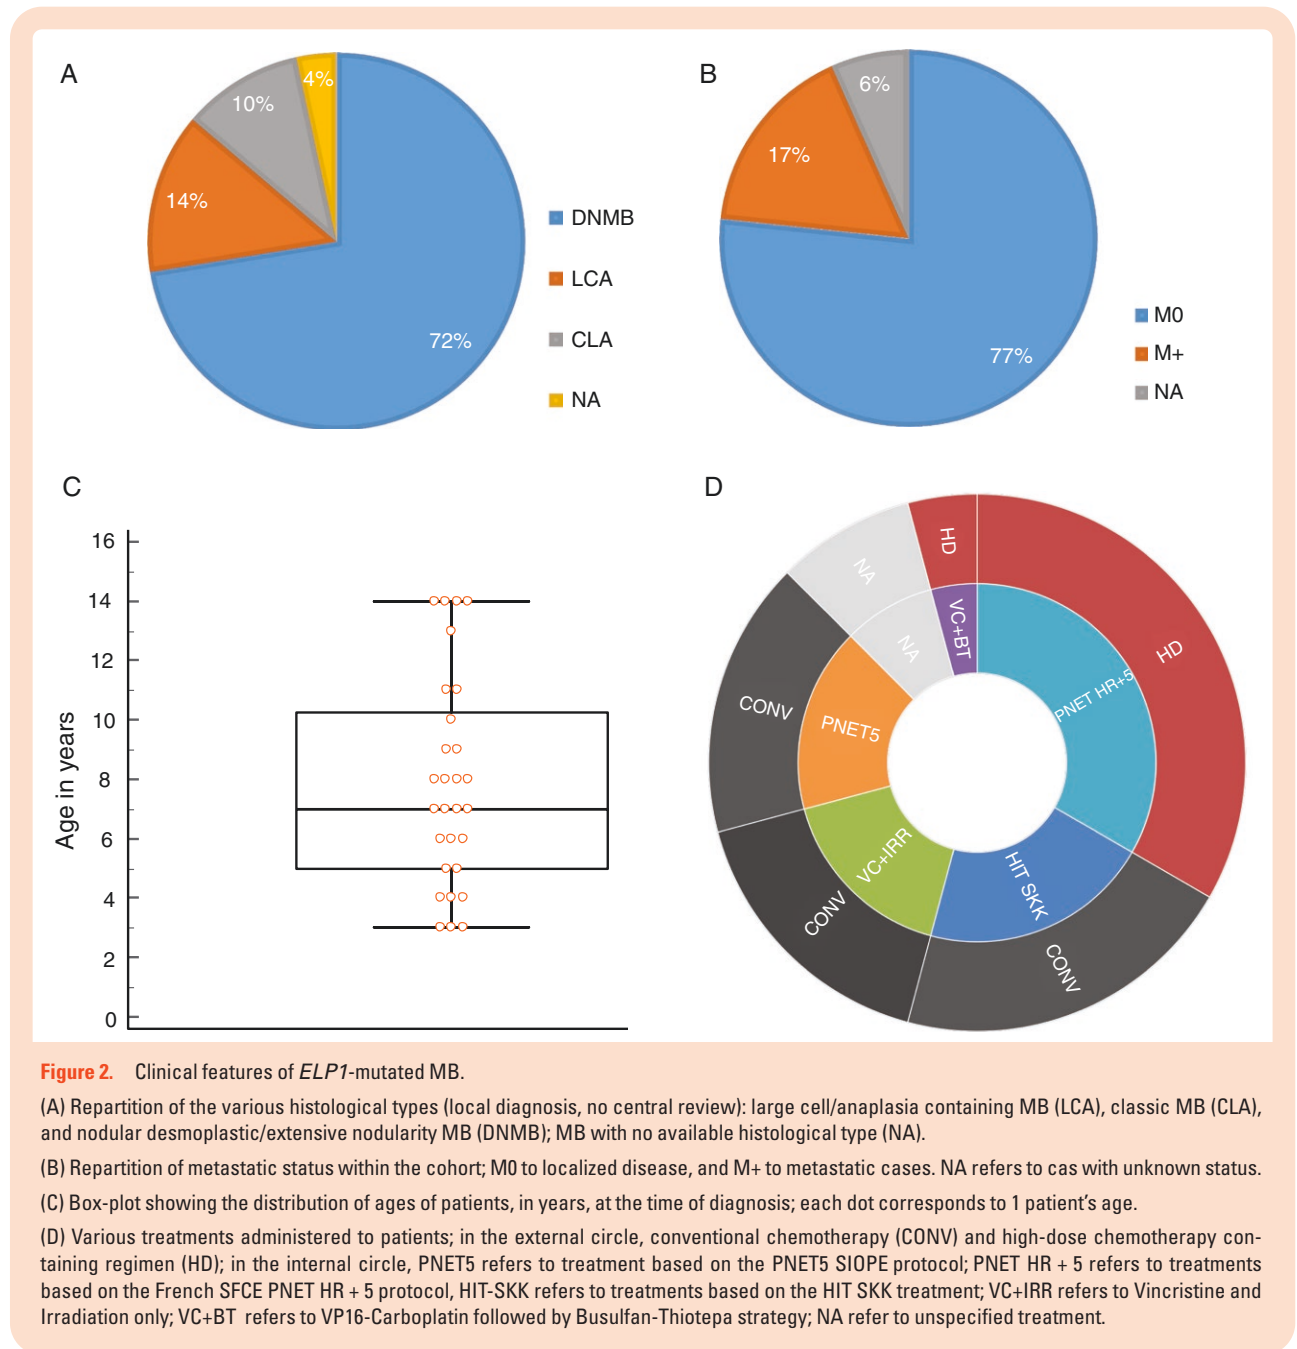 A
4%
10%
14%
72%
DNMB
LCA
CLA
NA
B
6%
17%
77%
M0
M+
NA
C
16
14
12
10
8
6
4
2
0
Age in years
D
HD
NA
HD
VC+BT
NA
PNET HR+5
CONV
PNET5
VC+IRR
HIT SKK
CONV
CONV
Figure 2. Clinical features of ELP1-mutated MB.
(A) Repartition of the various histological types (local diagnosis, no central review): large cell/anaplasia containing MB (LCA), classic MB (CLA),
and nodular desmoplastic/extensive nodularity MB (DNMB); MB with no available histological type (NA).
(B) Repartition of metastatic status within the cohort; M0 to localized disease, and M+ to metastatic cases. NA refers to cas with unknown status.
(C) Box-plot showing the distribution of ages of patients, in years, at the time of diagnosis; each dot corresponds to 1 patient's age.
(D) Various treatments administered to patients; in the external circle, conventional chemotherapy (CONV) and high-dose chemotherapy con-
taining regimen (HD); in the internal circle, PNET5 refers to treatment based on the PNET5 SIOPE protocol; PNET HR + 5 refers to treatments
based on the French SFCE PNET HR + 5 protocol, HIT-SKK refers to treatments based on the HIT SKK treatment; VC+IRR refers to Vincristine and
Irradiation only; VC+BT refers to VP16-Carboplatin followed by Busulfan-Thiotepa strategy; NA refer to unspecified treatment.